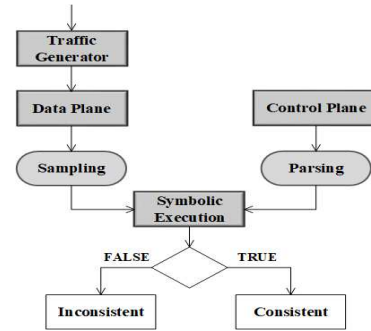 Traffic
Generator
Data Plane
Control Plane
Sampling
Parsing
Symbolic
Execution
FALSE
TRUE
Inconsistent
Consistent